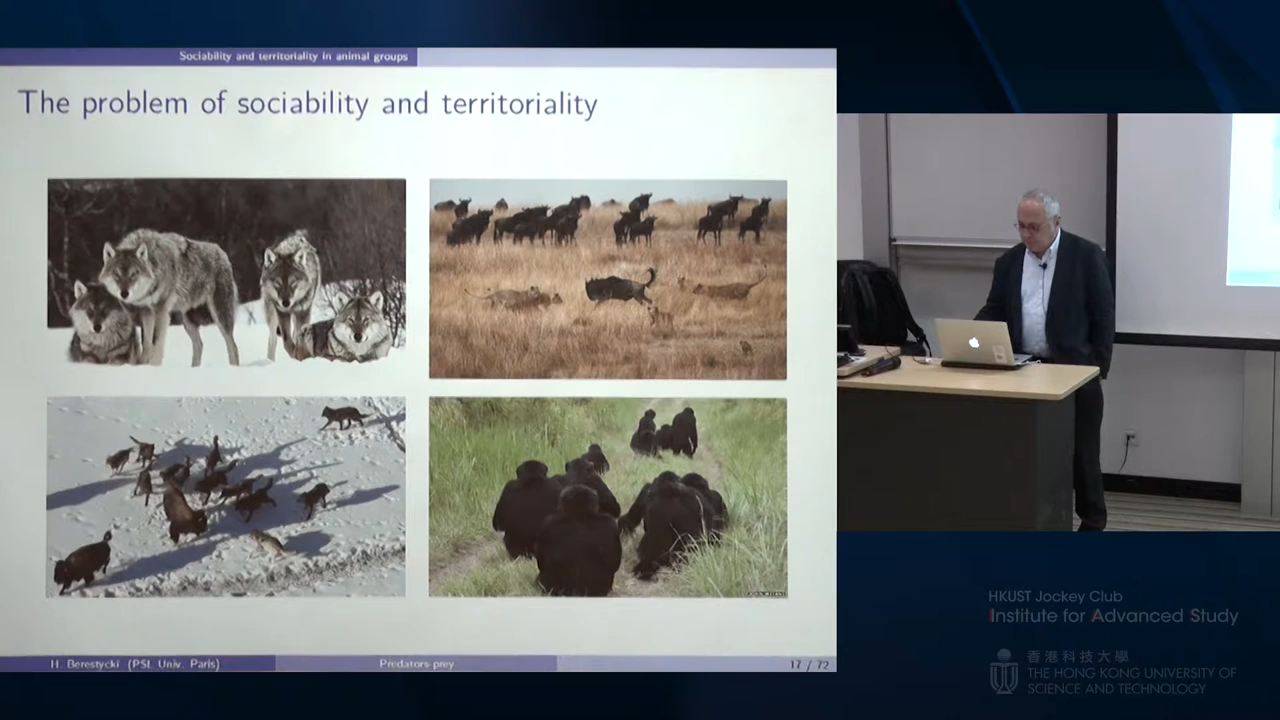 Sociability and territoriality in animal groups
The problem of sociability and territoriality
H. Berestycki (PSL Univ. Paris)
Predators-prey
17 / 72
HKUST Jockey Club
Institute for Advanced Study
香港科技大學
THE HONG KONG UNIVERSITY OF
SCIENCE AND TECHNOLOGY